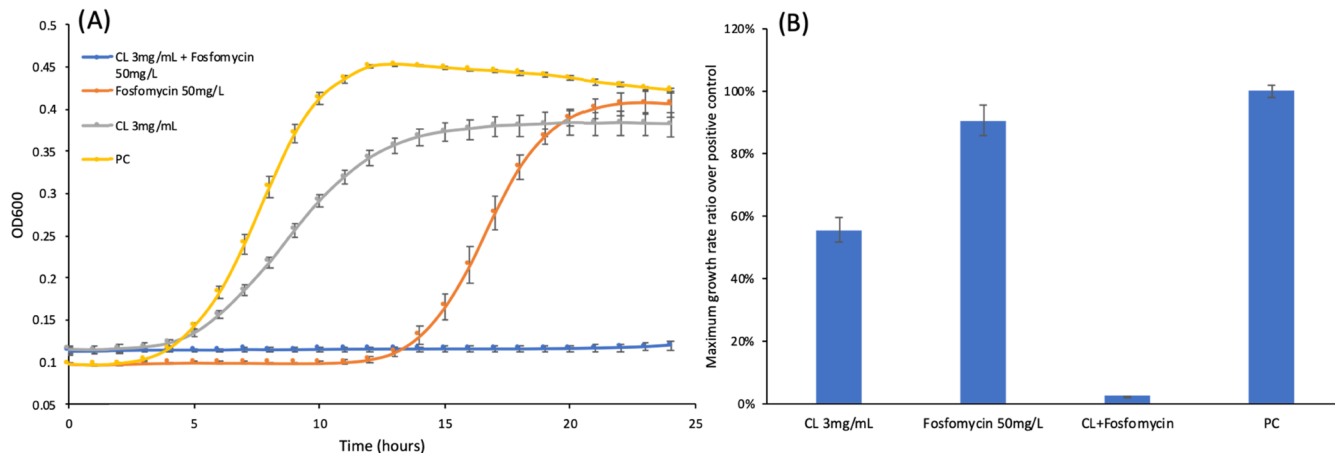 (A)
0.5
0.45
0.4
0.35
0.3
0.25
0.2
0.15
0.1
0.05
OD600
CL 3mg/mL + Fosfomycin
50mg/L
Fosfomycin 50mg/L
CL 3mg/mL
PC
0
5
10
15
20
25
Time (hours)
(B)
120%
100%
80%
60%
40%
20%
0%
Maximum growth rate ratio over positive control
CL 3mg/mL
Fosfomycin 50mg/L
CL+Fosfomycin
PC